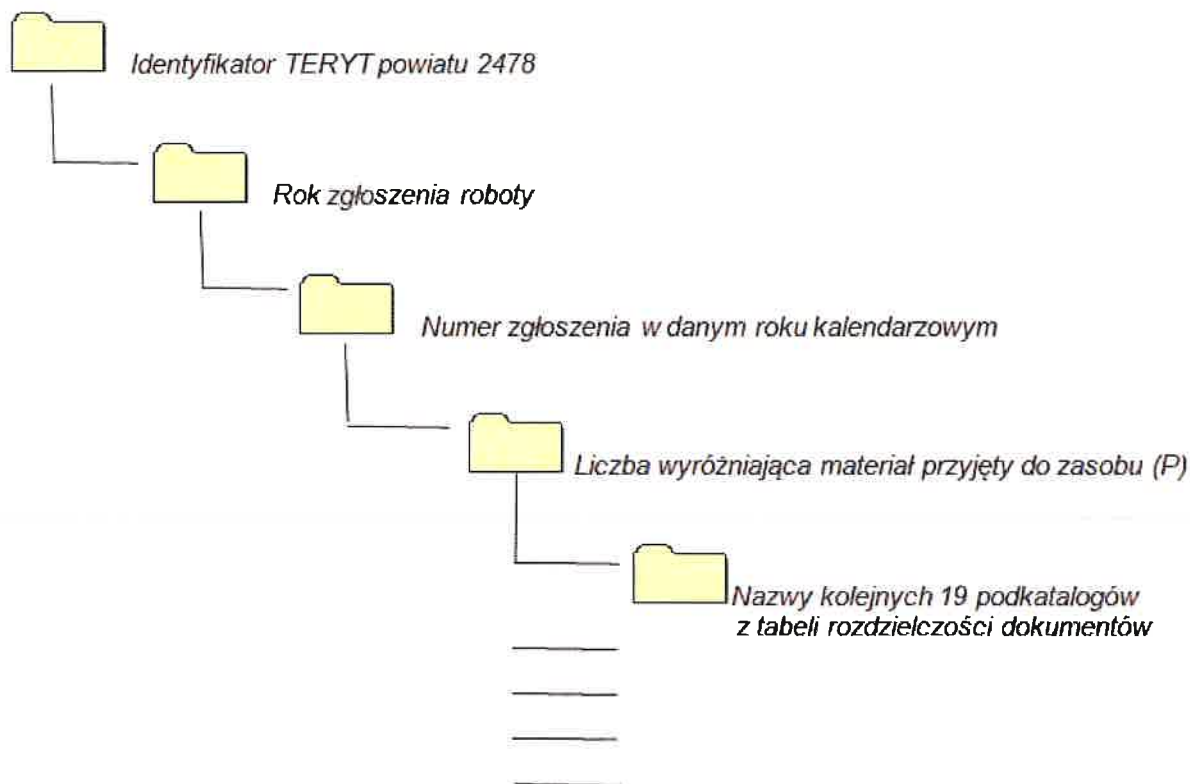 Identyfikator TERYT powiatu 2478
Rok zgłoszenia roboty
Numer zgłoszenia w danym roku kalendarzowym
Liczba wyróżniająca materiał przyjęty do zasobu (P)
Nazwy kolejnych 19 podkatalogów
z tabeli rozdzielczości dokumentów